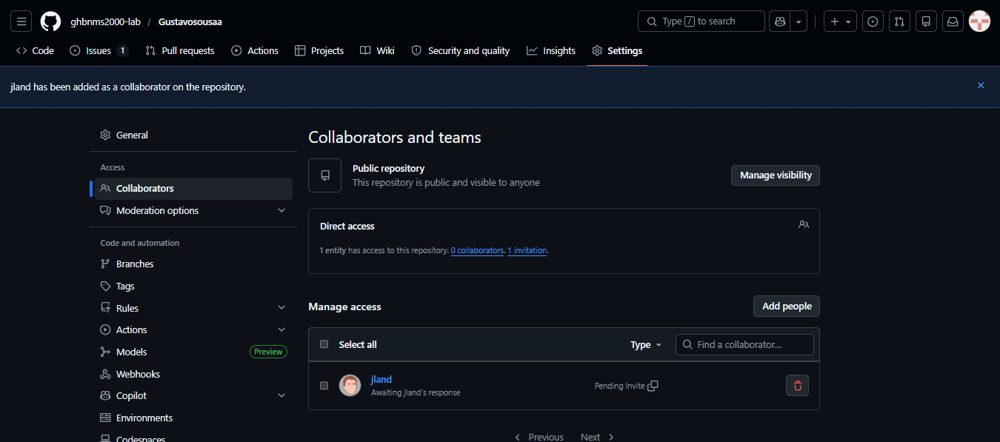 ghbnms2000-lab / Gustavosousaa
Type / to search
Code
Issues 1
Pull requests
Actions
Projects
Wiki
Security and quality
Insights
Settings
jland has been added as a collaborator on the repository.
General
Access
Collaborators
Moderation options
Code and automation
Branches
Tags
Rules
Actions
Models Preview
Webhooks
Copilot
Environments
Codespaces
Collaborators and teams
Public repository
This repository is public and visible to anyone
Manage visibility
Direct access
1 entity has access to this repository. 0 collaborators. 1 invitation.
Manage access
Add people
Select all
Type
Find a collaborator...
jland
Awaiting jland's response
Pending Invite
Previous
Next